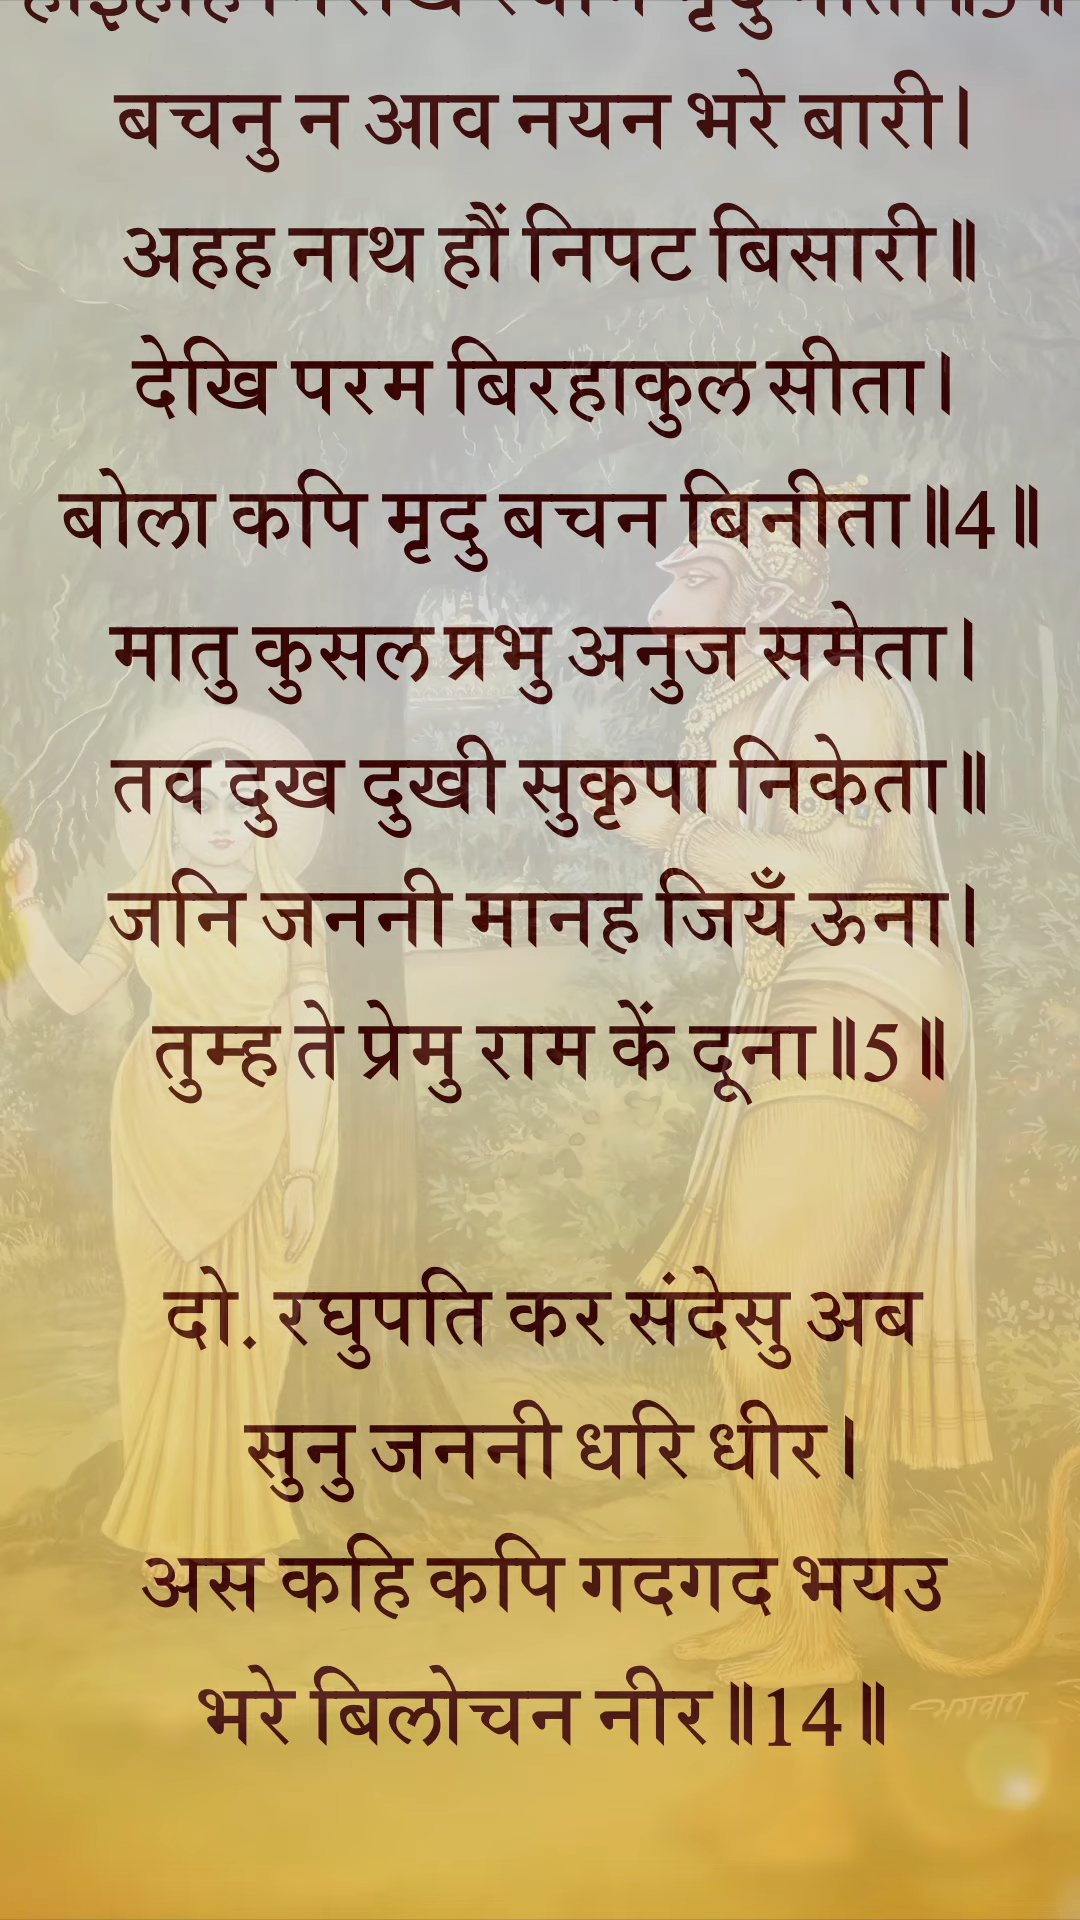 बचनु न आव नयन भरे बारी।
अहह नाथ हौं निपट बिसारी॥
देखि परम बिरहाकुल सीता।
बोला कपि मृदु बचन बिनीता॥4॥
मातु कुसल प्रभु अनुज समेता।
तव दुख दुखी सुकृपा निकेता॥
जनि जननी मानह जियँ ऊना।
तुम्ह ते प्रेमु राम कें दूना॥5॥
दो. रघुपति कर संदेसु अब
सुनु जननी धरि धीर।
अस कहि कपि गदगद भयउ
भरे बिलोचन नीर॥14॥
भगवान